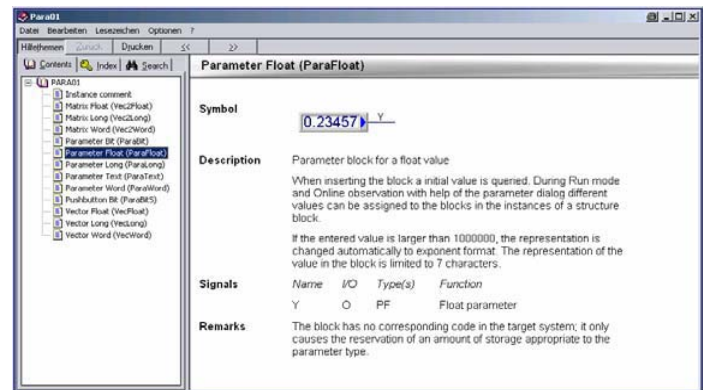 Para01
Datei Bearbeiten Lesezeichen Optionen ?
Hilfethemen Zurück Drucken << >>
Contents Index Search
PARA01
Instance comment
Matrix Float (Vec2Float)
Matrix Long (Vec2Long)
Matrix Word (Vec2Word)
Parameter Bit (ParaBit)
Parameter Float (ParaFloat)
Parameter Long (ParaLong)
Parameter Text (ParaText)
Parameter Word (ParaWord)
Pushbutton Bit (ParaBitS)
Vector Float (VecFloat)
Vector Long (VecLong)
Vector Word (VecWord)
Parameter Float (ParaFloat)
Symbol
0.23457 Y
Description Parameter block for a float value
When inserting the block a initial value is queried. During Run mode
and Online observation with help of the parameter dialog different
values can be assigned to the blocks in the instances of a structure
block.
If the entered value is larger than 1000000, the representation is
changed automatically to exponent format. The representation of the
value in the block is limited to 7 characters.
Signals Name I/O Type(s) Function
Y O PF Float parameter
Remarks The block has no corresponding code in the target system; it only
causes the reservation of an amount of storage appropriate to the
parameter type.